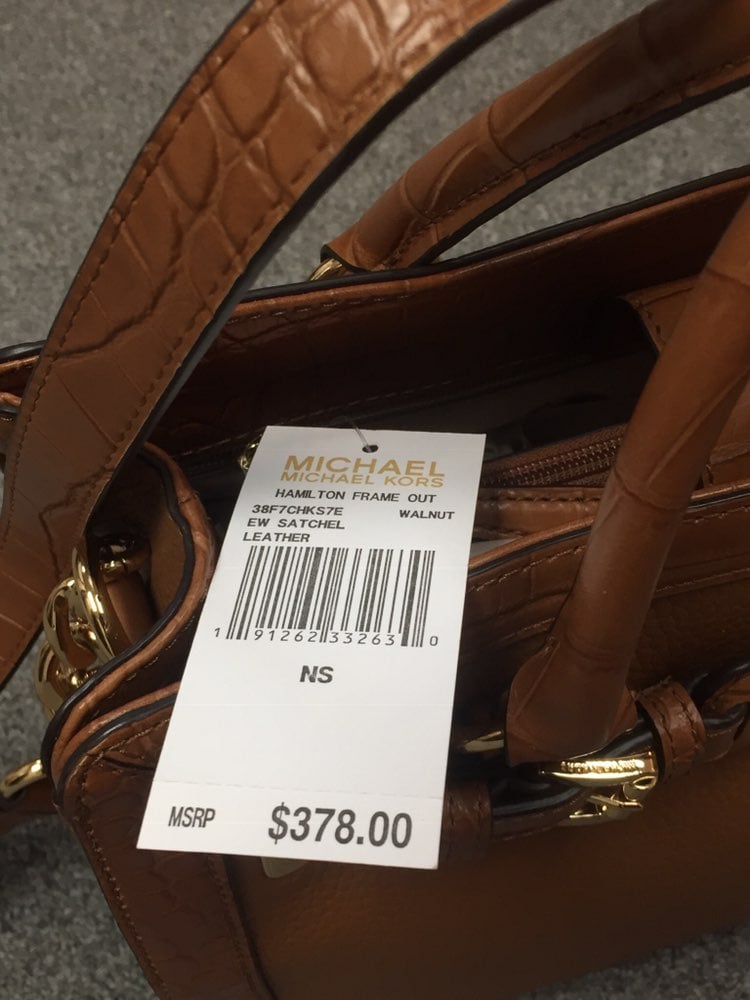 MICHAEL
MICHAEL KORS
HAMILTON FRAME OUT
38F7CHKS7E WALNUT
EW SATCHEL
LEATHER
1 91262 33263 0
NS
MSRP $378.00